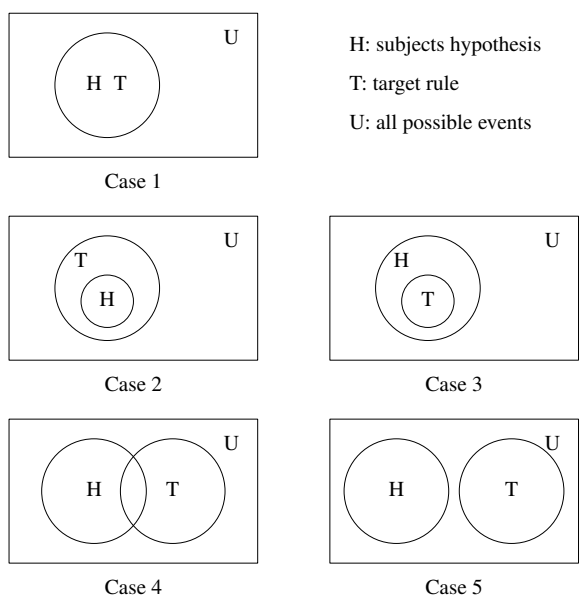 U
H T
Case 1
H: subjects hypothesis
T: target rule
U: all possible events
U
T
H
Case 2
U
H
T
Case 3
U
H T
Case 4
U
H T
Case 5